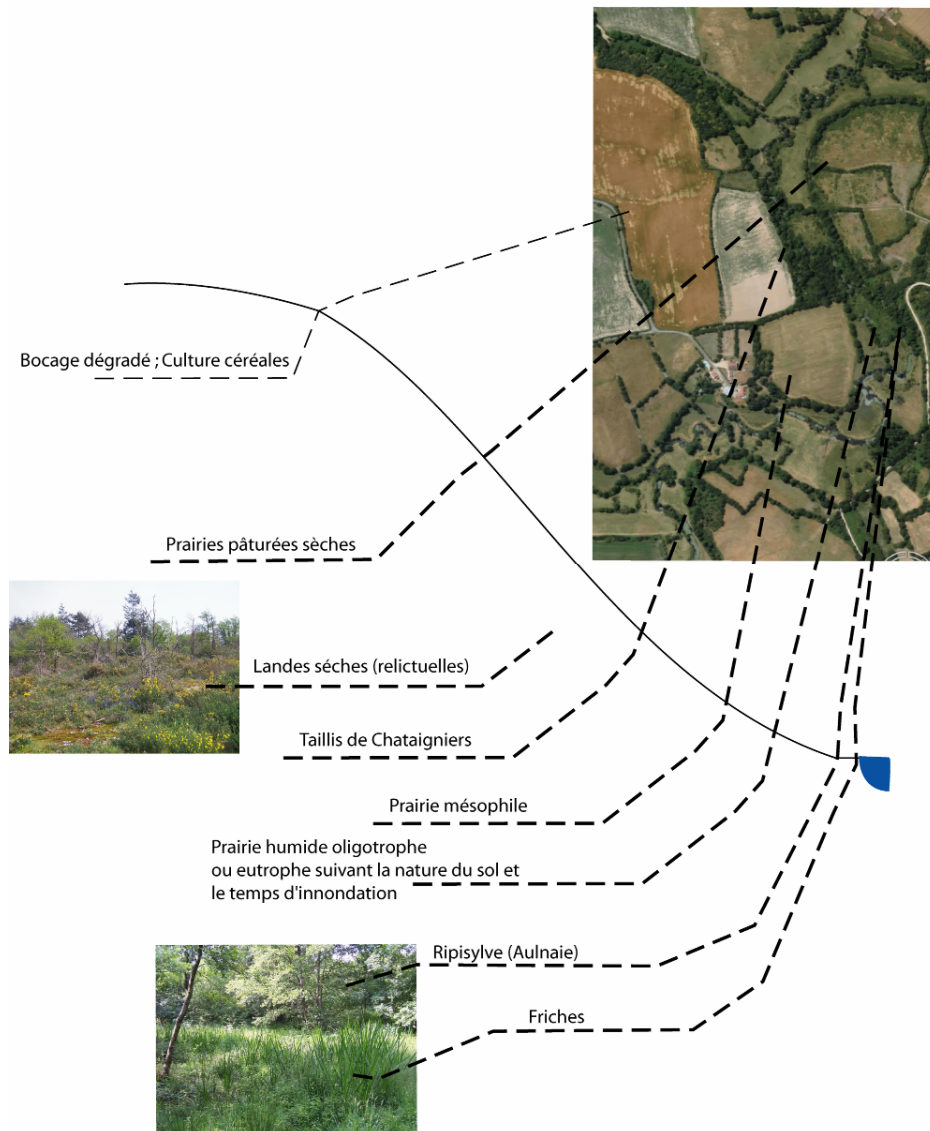 Bocage dégradé ; Culture céréales
Prairies pâturées sèches
Landes séches (relictuelles)
Taillis de Chataigniers
Prairie mésophile
Prairie humide oligotrophe
ou eutrophe suivant la nature du sol et
le temps d'innondation
Ripisylve (Aulnaie)
Friches